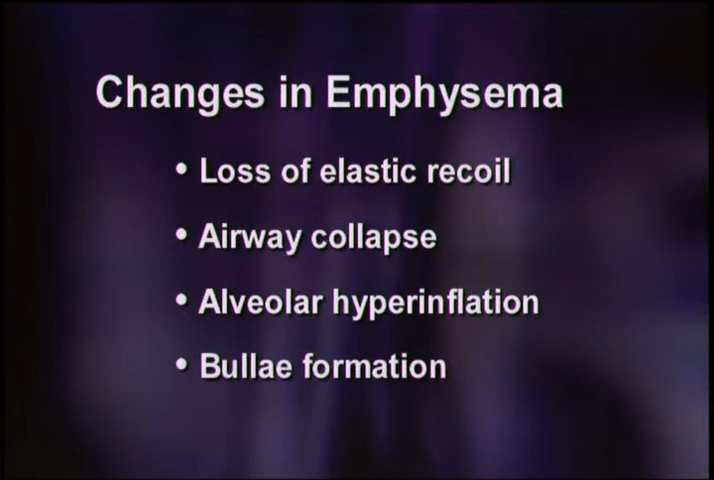 Changes in Emphysema
• Loss of elastic recoil
• Airway collapse
• Alveolar hyperinflation
• Bullae formation